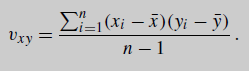 v_{xy} = \frac{\sum_{i=1}^{n}(x_i - \bar{x})(y_i - \bar{y})}{n - 1}.